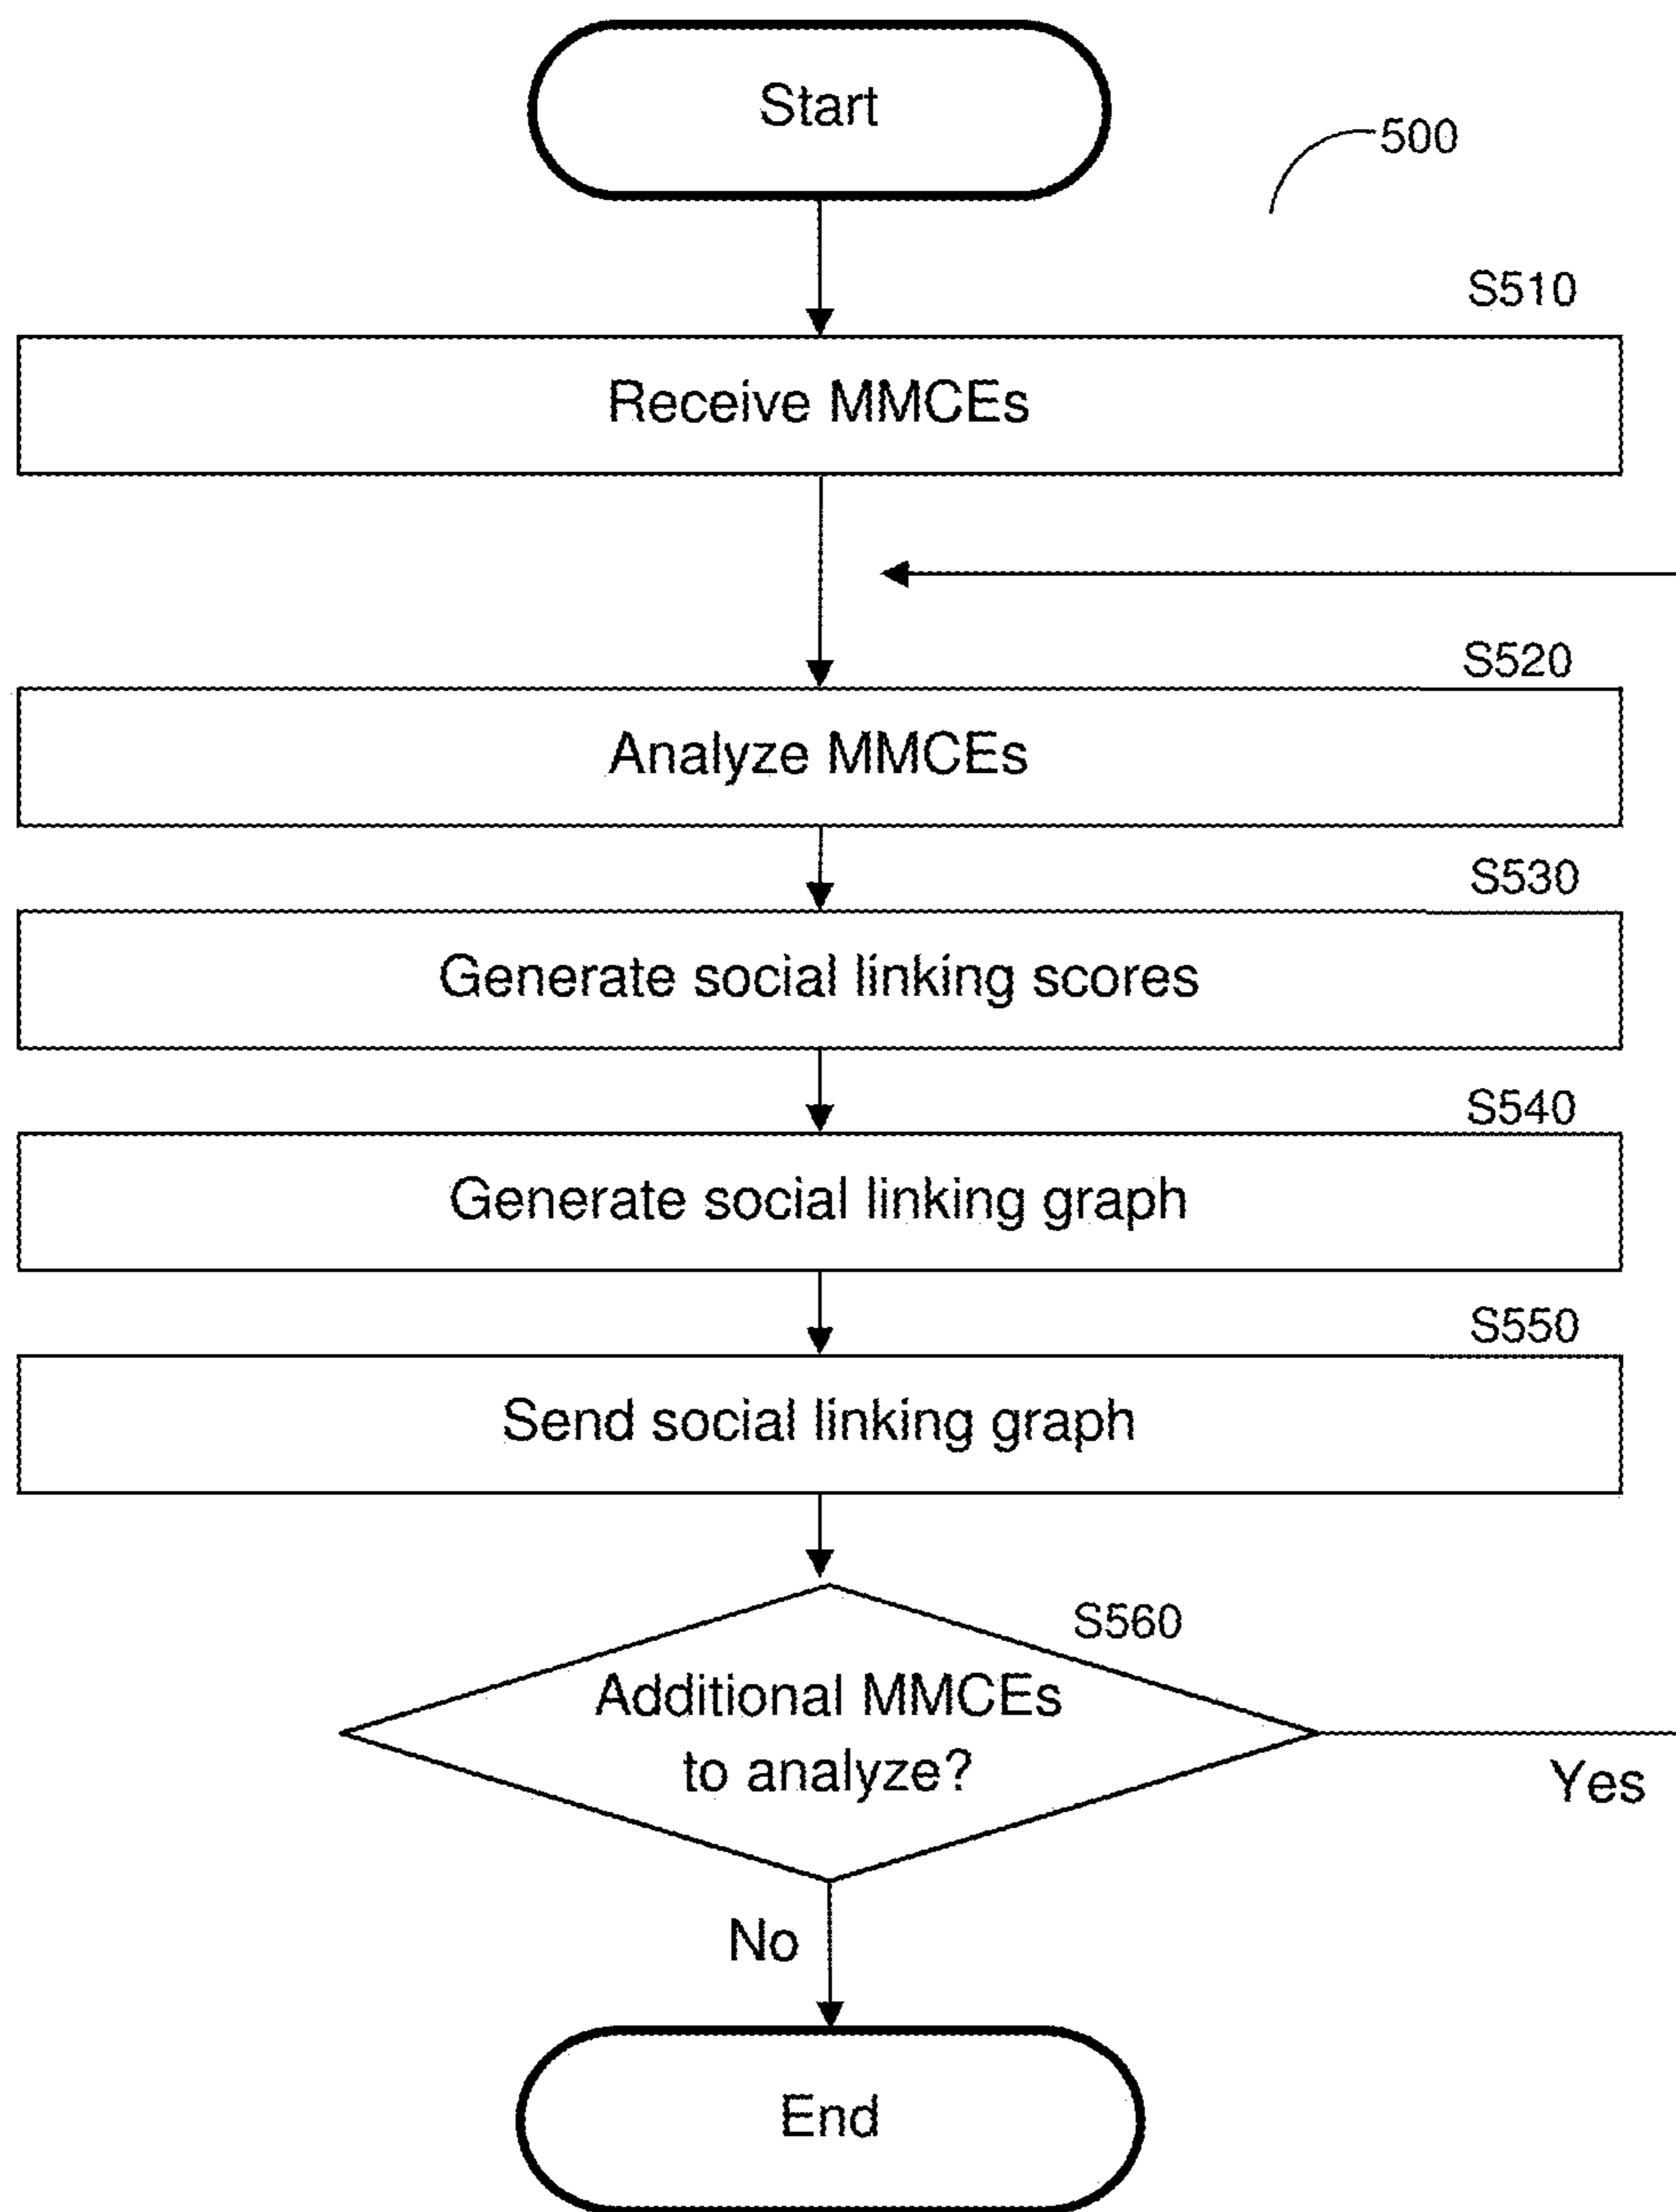 Start
500
S510
Receive MMCEs
S520
Analyze MMCEs
S530
Generate social linking scores
S540
Generate social linking graph
S550
Send social linking graph
S560
Additional MMCEs
to analyze?
Yes
No
End